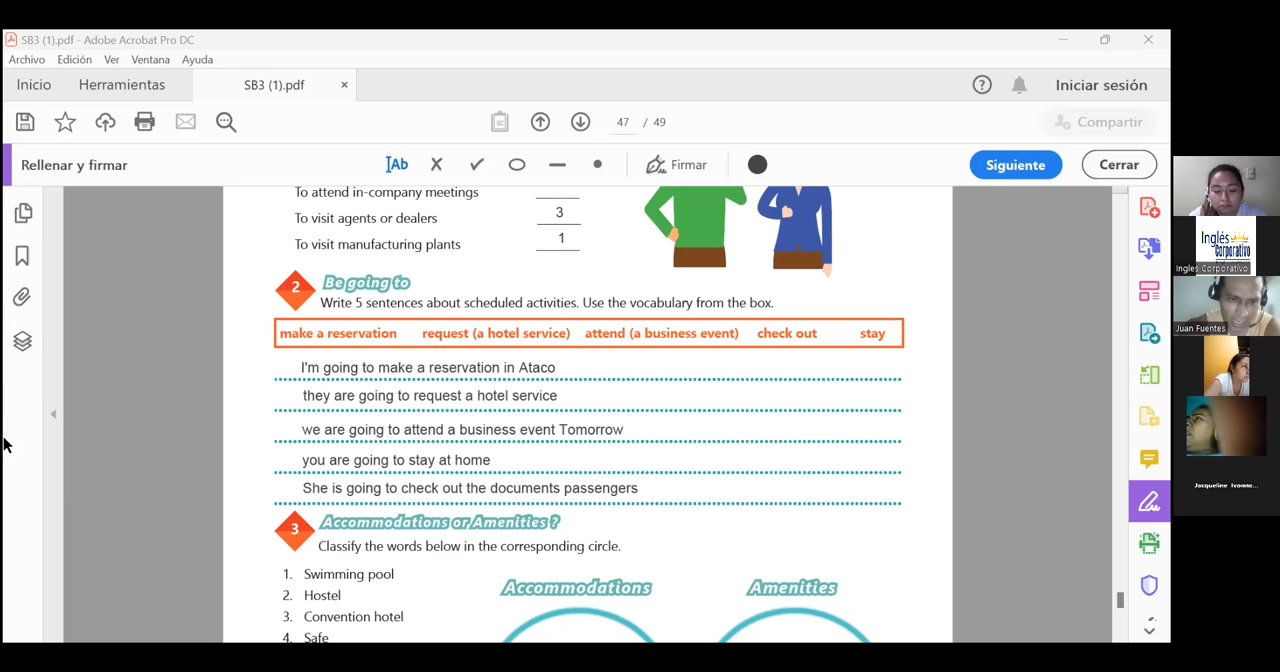 SB3 (1).pdf - Adobe Acrobat Pro DC
Archivo Edición Ver Ventana Ayuda
Inicio Herramientas SB3 (1).pdf × Iniciar sesión
47 / 49 Compartir
Rellenar y firmar IAb Firmar Siguiente Cerrar
To attend in-company meetings
To visit agents or dealers 3
To visit manufacturing plants 1
2 Be going to
Write 5 sentences about scheduled activities. Use the vocabulary from the box.
make a reservation request (a hotel service) attend (a business event) check out stay
I'm going to make a reservation in Ataco
they are going to request a hotel service
we are going to attend a business event Tomorrow
you are going to stay at home
She is going to check out the documents passengers
3 Accommodations or Amenities ?
Classify the words below in the corresponding circle.
1. Swimming pool
Accommodations Amenities
2. Hostel
3. Convention hotel
4. Safe
Inglés Corporativo
Ingles Corporativo
Juan Fuentes
Jacqueline Ivonne...